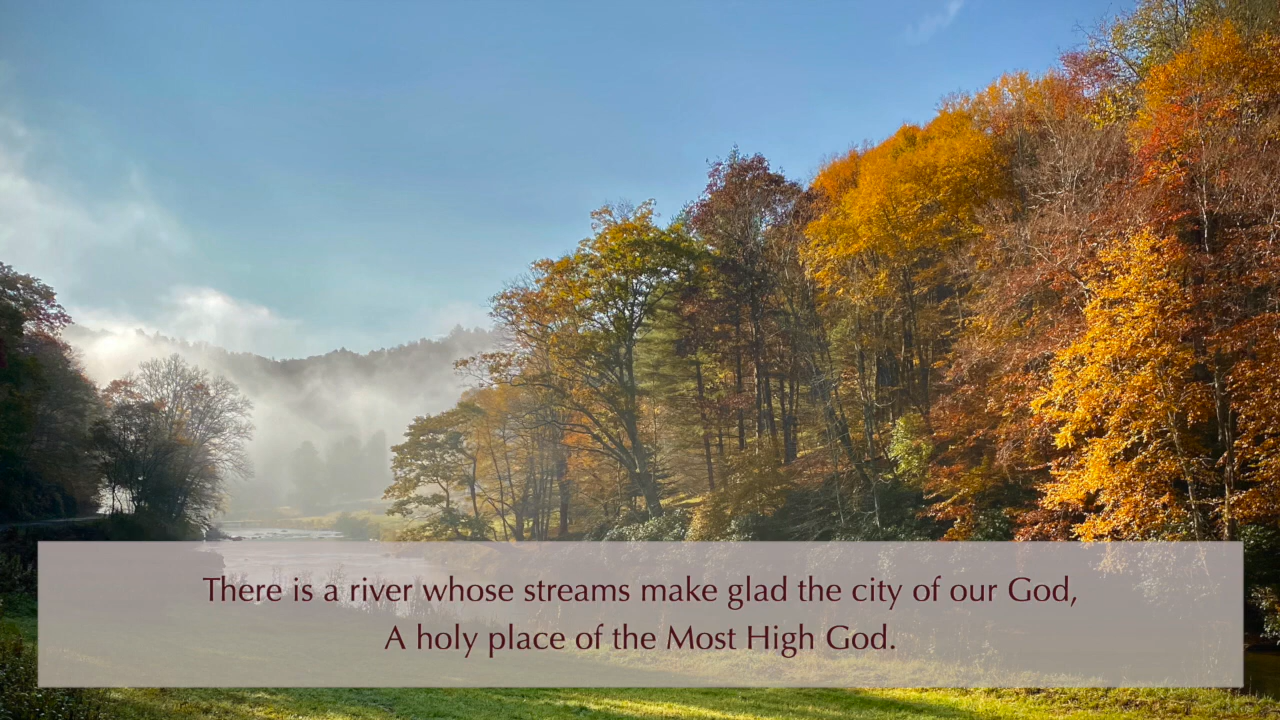 There is a river whose streams make glad the city of our God,
A holy place of the Most High God.